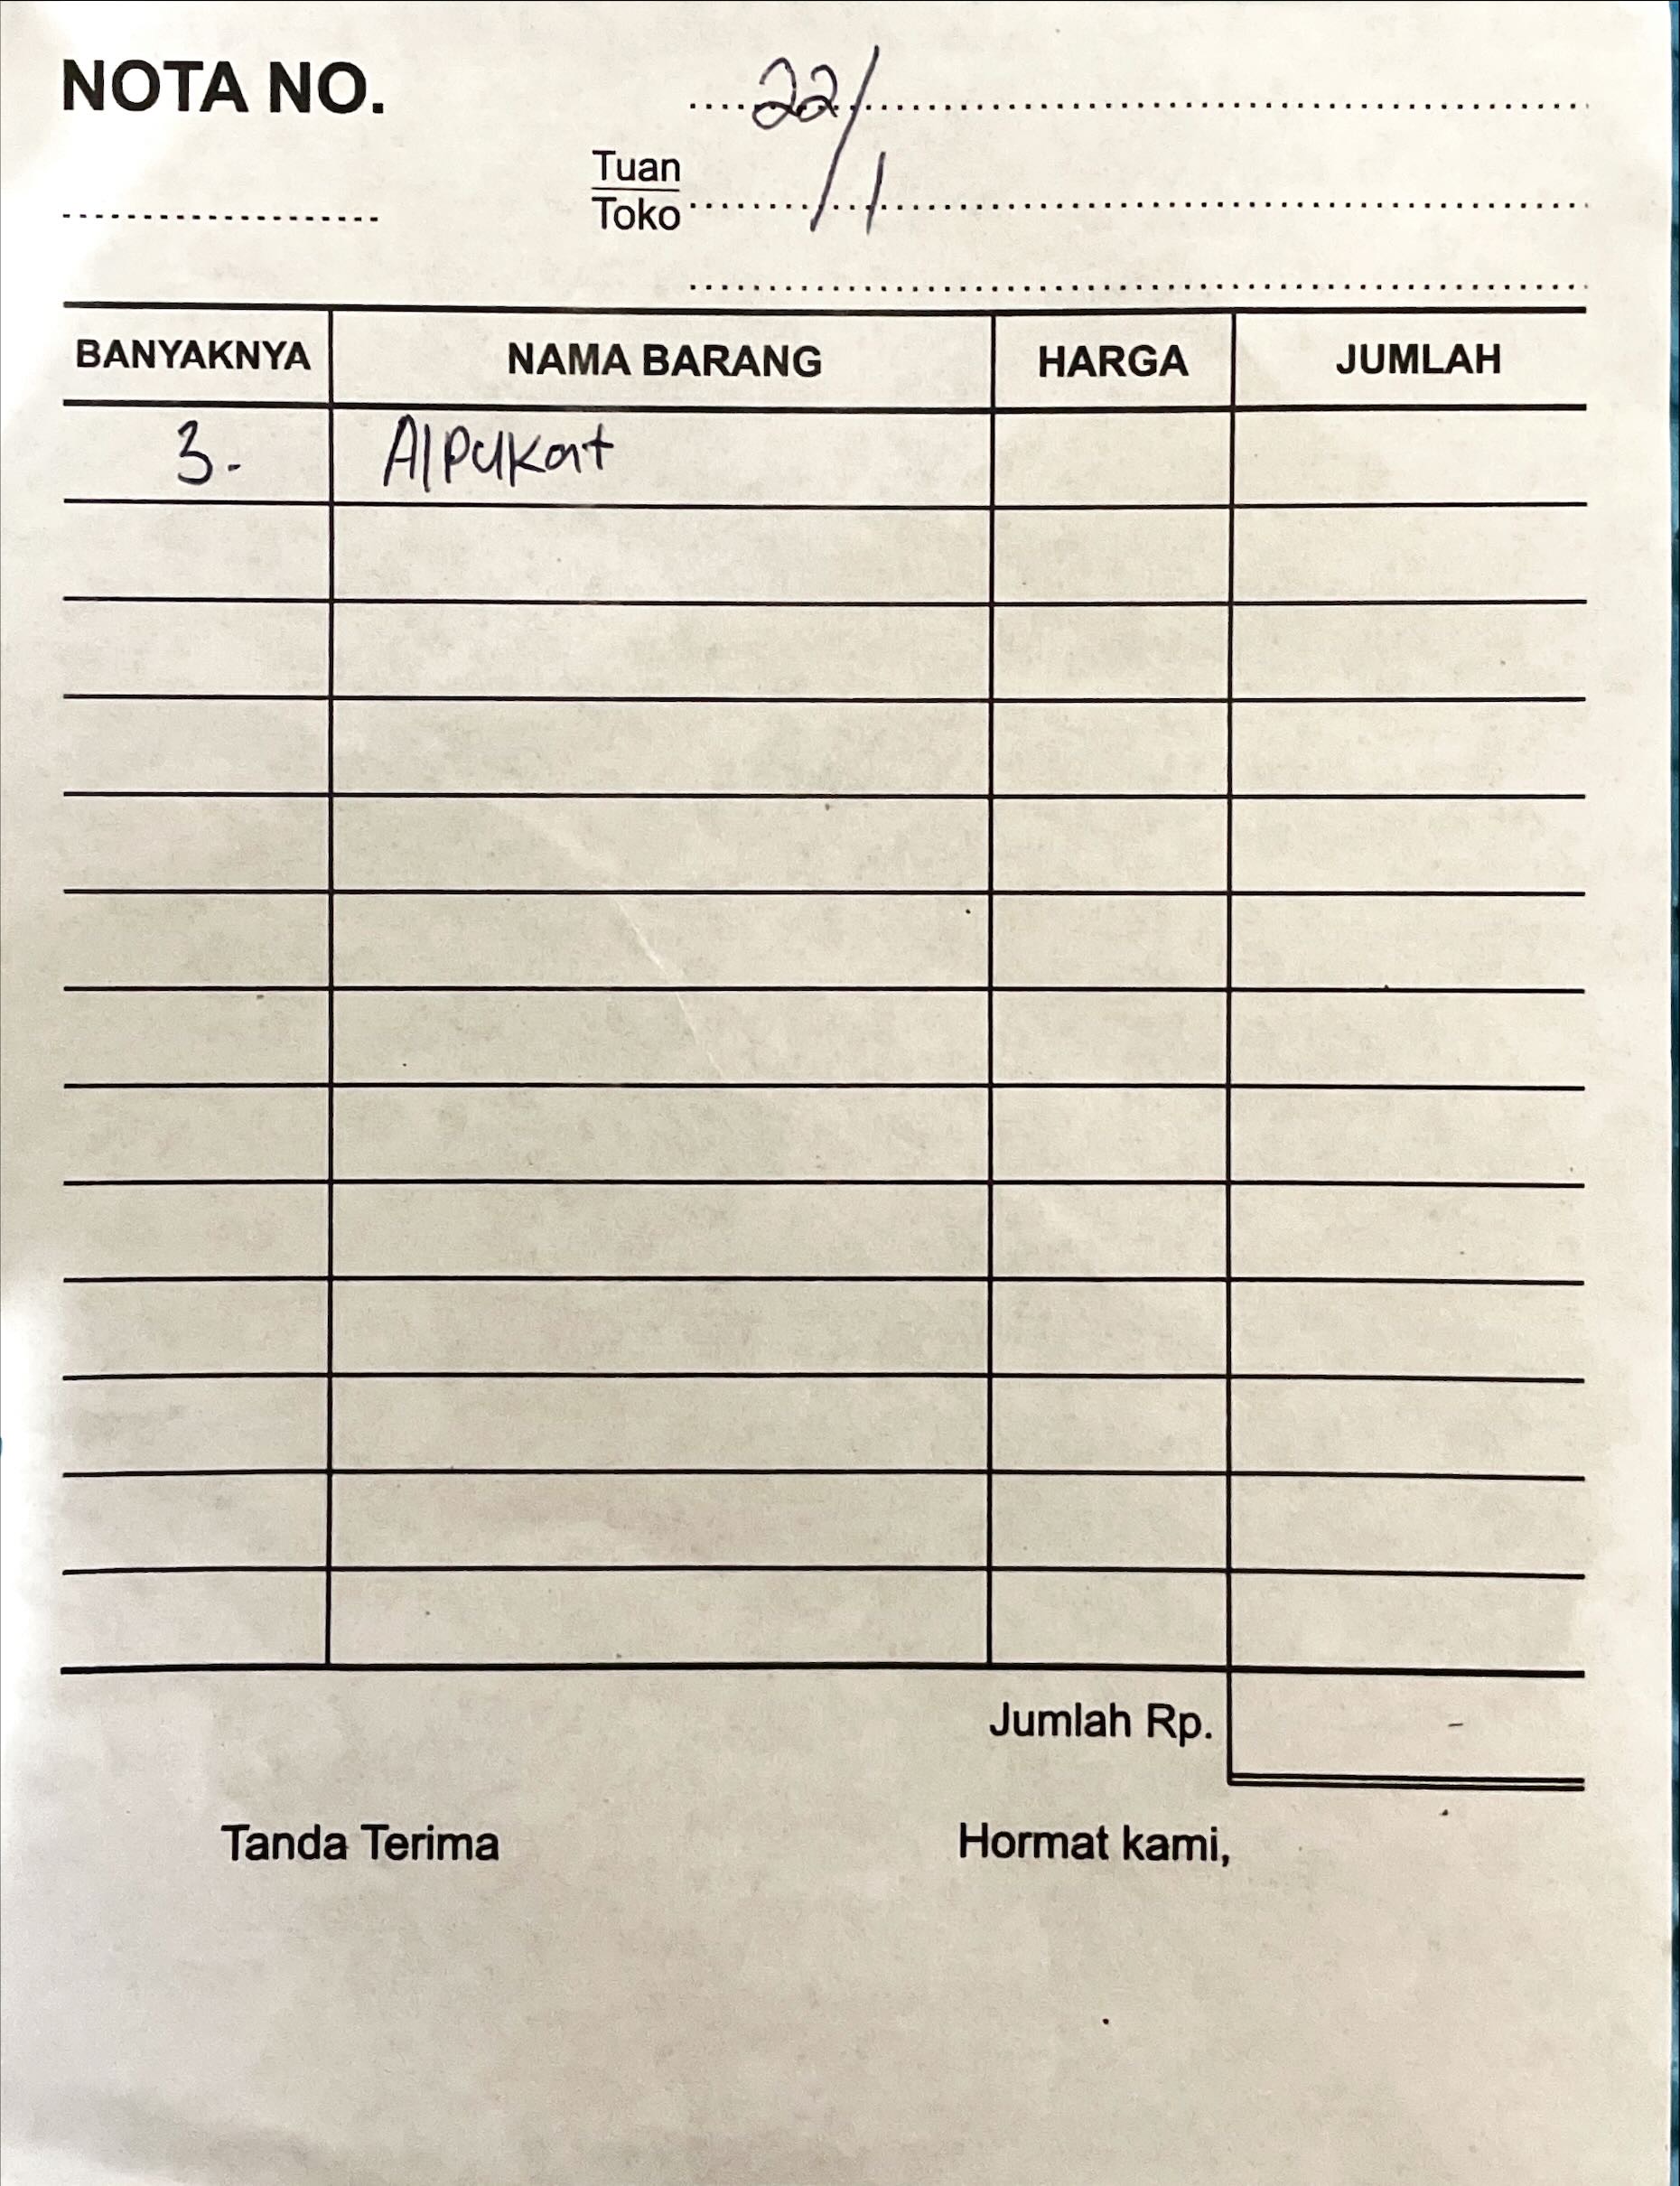 NOTA NO.
22/1
Tuan
Toko
BANYAKNYA NAMA BARANG HARGA JUMLAH
3. Alpukat
Jumlah Rp. -
Tanda Terima Hormat kami,